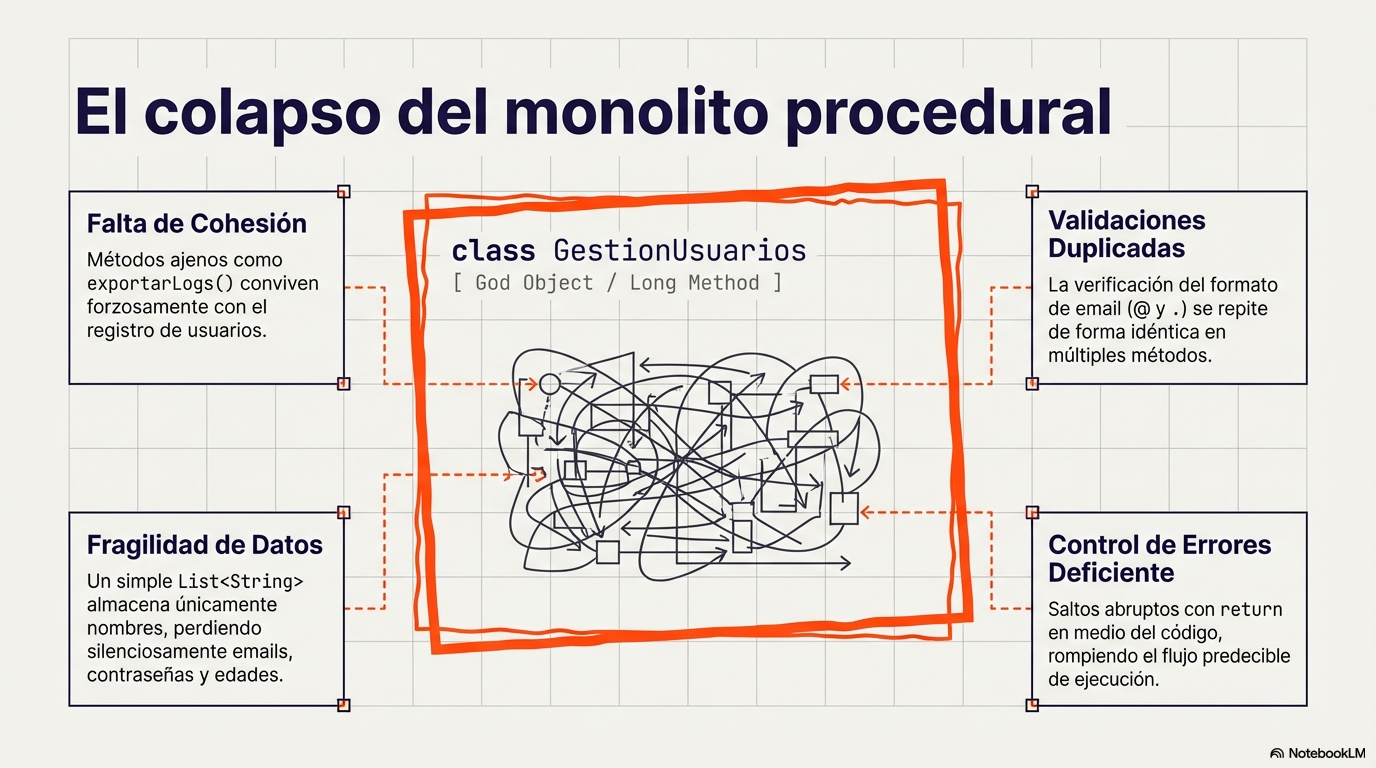 El colapso del monolito procedural
Falta de Cohesión
Métodos ajenos como
exportarLogs() conviven
forzosamente con el
registro de usuarios.
Fragilidad de Datos
Un simple List<String>
almacena únicamente
nombres, perdiendo
silenciosamente emails,
contraseñas y edades.
class GestionUsuarios
[ God Object / Long Method ]
Validaciones
Duplicadas
La verificación del formato
de email (@ y .) se repite
de forma idéntica en
múltiples métodos.
Control de Errores
Deficiente
Saltos abruptos con return
en medio del código,
rompiendo el flujo predecible
de ejecución.
NotebookLM